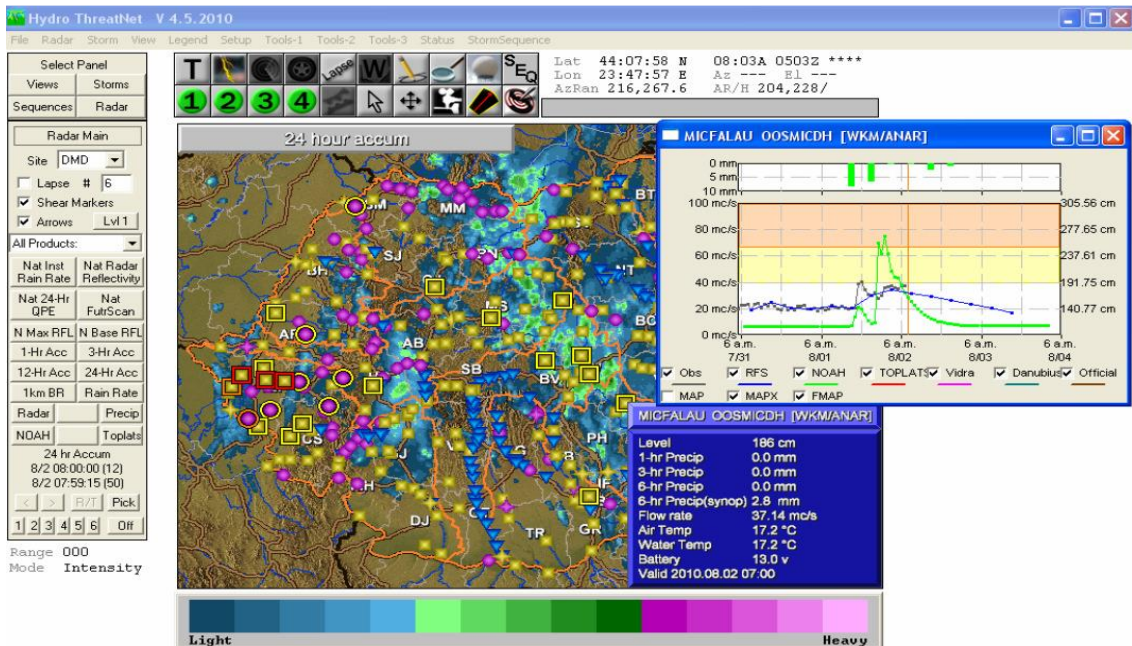 Hydro ThreatNet V 4.5.2010
File Radar Storm View Legend Setup Tools-1 Tools-2 Tools-3 Status StormSequence
Select Panel
Views Storms
Sequences Radar
Radar Main
Site DMD
Lapse # 6
Shear Markers
Arrows Lvl 1
All Products:
Nat Inst Rain Rate Nat Radar Reflectivity
Nat 24-Hr QPE Nat FutrScan
N Max RFL N Base RFL
1-Hr Acc 3-Hr Acc
12-Hr Acc 24-Hr Acc
1km BR Rain Rate
Radar Precip
NOAH Toplats
24 hr Accum
8/2 08:00:00 (12)
8/2 07:59:15 (50)
< > R/T Pick
1 2 3 4 5 6 Off
Range 000
Mode Intensity
T Lapse W SEQ
1 2 3 4
Lat 44:07:58 N 08:03A 0503Z ****
Lon 23:47:57 E Az --- El ---
AzRan 216,267.6 AR/H 204,228/
24 hour accum
SM MM BT
SJ
BH
NT
MS
BC
AR AB
SB BV
CS
PH
DJ TR GR
MICFALAU OOSMICDH [WKM/ANAR]
0 mm
5 mm
10 mm
100 mc/s 305.56 cm
80 mc/s 277.65 cm
60 mc/s 237.61 cm
40 mc/s 191.75 cm
20 mc/s 140.77 cm
0 mc/s
6 a.m. 6 a.m. 6 a.m. 6 a.m. 6 a.m.
7/31 8/01 8/02 8/03 8/04
Obs RFS NOAH TOPLATS Vidra Danubius Official
MAP MAPX FMAP
MICFALAU OOSMICDH [WKM/ANAR]
Level 186 cm
1-hr Precip 0.0 mm
3-hr Precip 0.0 mm
6-hr Precip 0.0 mm
6-hr Precip(synop) 2.8 mm
Flow rate 37.14 mc/s
Air Temp 17.2 °C
Water Temp 17.2 °C
Battery 13.0 v
Valid 2010.08.02 07:00
Light Heavy